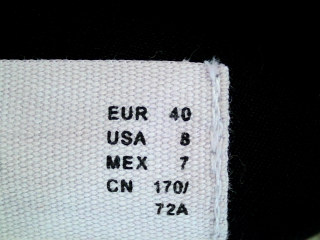 EUR 40
USA 8
MEX 7
CN 170/
72A